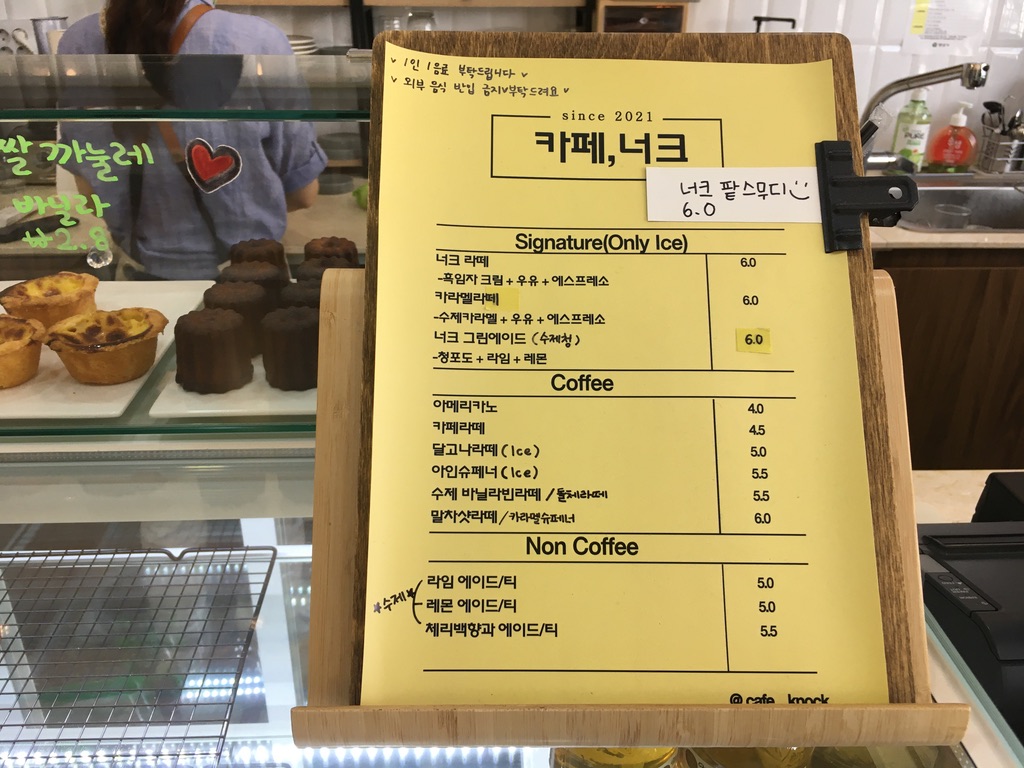 1인 1음료 부탁드립니다
외부 음식 반입 금지 부탁드려요
since 2021
카페,너크
너크 팥스무디
6.0
쌀 까눌레
바닐라
₩2.8
Signature(Only Ice)
너크 라떼 6.0
-흑임자 크림 + 우유 + 에스프레소
카라멜라떼 6.0
-수제카라멜 + 우유 + 에스프레소
너크 그린에이드 (수제청) 6.0
-청포도 + 라임 + 레몬
Coffee
아메리카노 4.0
카페라떼 4.5
달고나라떼 (Ice) 5.0
아인슈페너 (Ice) 5.5
수제 바닐라빈라떼 / 돌체라떼 5.5
말차샷라떼 / 카라멜슈페너 6.0
Non Coffee
수제
라임 에이드/티 5.0
레몬 에이드/티 5.0
체리백향과 에이드/티 5.5
@cafe__knock
PURE